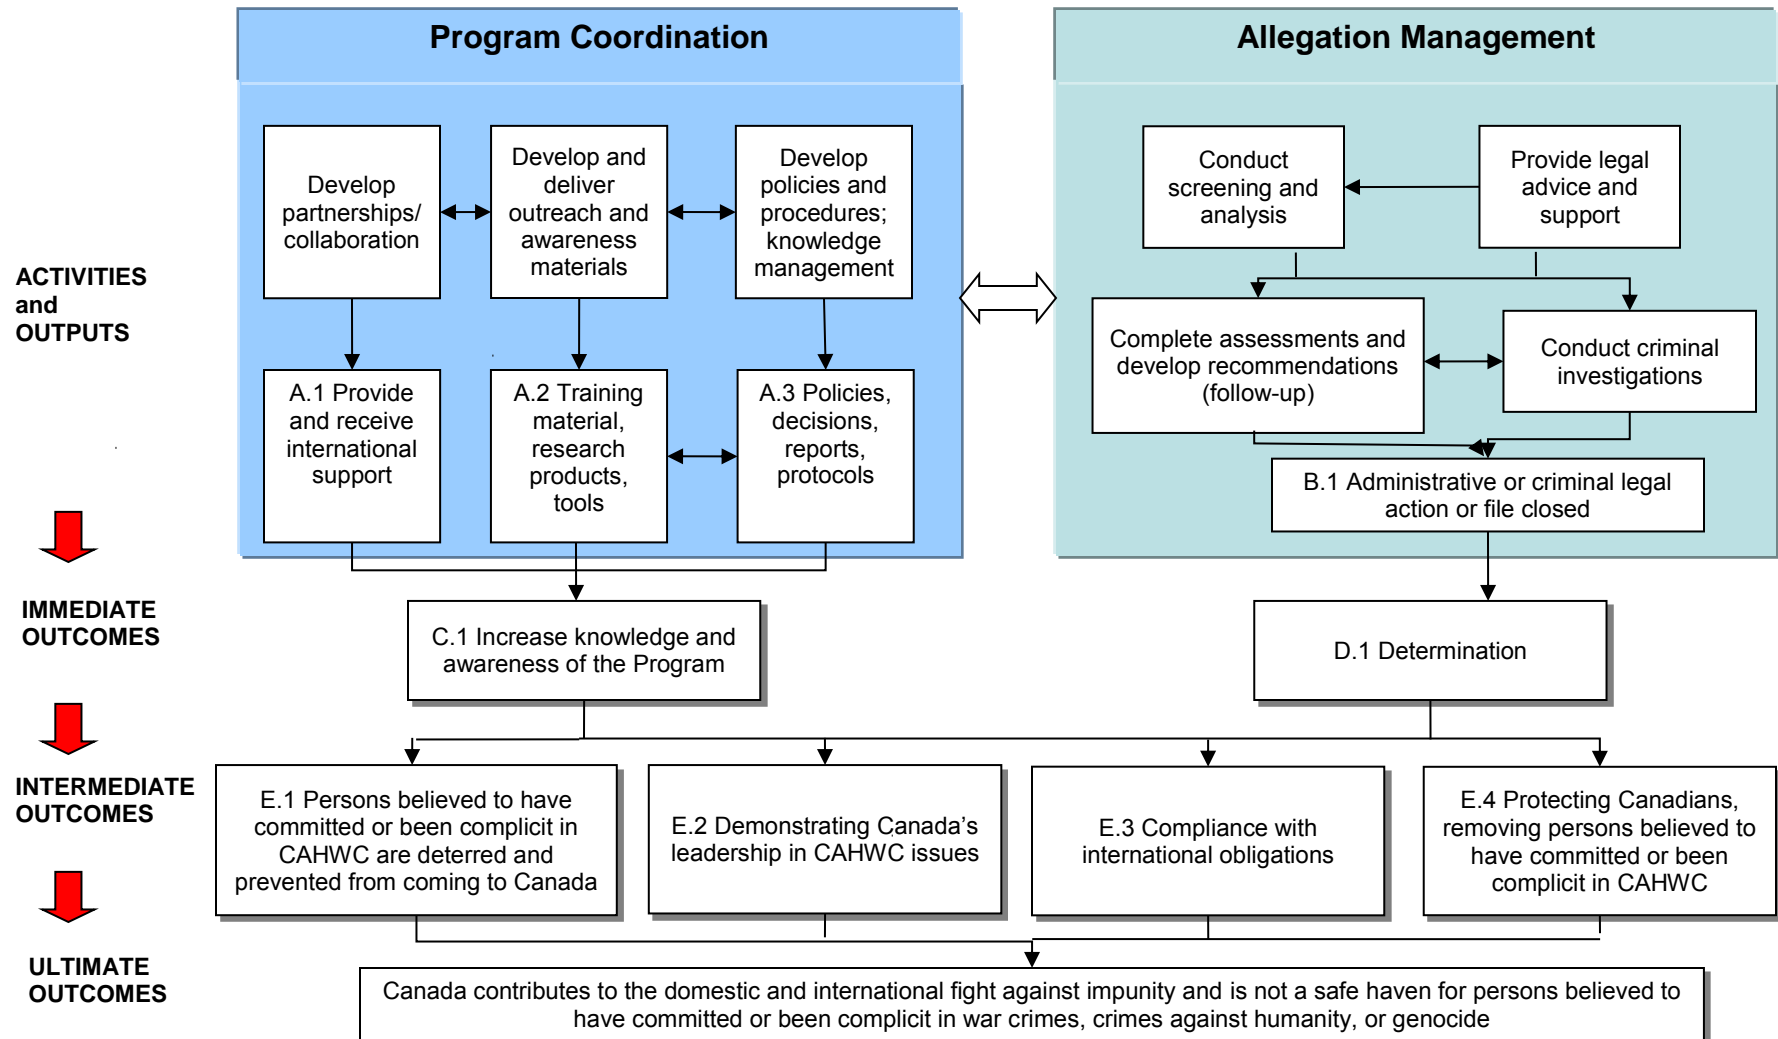 Program Coordination
Allegation Management
ACTIVITIES
and
OUTPUTS
Develop
partnerships/
collaboration
Develop and
deliver
outreach and
awareness
materials
Develop
policies and
procedures;
knowledge
management
A.1 Provide
and receive
international
support
A.2 Training
material,
research
products,
tools
A.3 Policies,
decisions,
reports,
protocols
Conduct
screening and
analysis
Provide legal
advice and
support
Complete assessments and
develop recommendations
(follow-up)
Conduct criminal
investigations
B.1 Administrative or criminal legal
action or file closed
IMMEDIATE
OUTCOMES
C.1 Increase knowledge and
awareness of the Program
D.1 Determination
INTERMEDIATE
OUTCOMES
E.1 Persons believed to have
committed or been complicit in
CAHWC are deterred and
prevented from coming to Canada
E.2 Demonstrating Canada's
leadership in CAHWC issues
E.3 Compliance with
international obligations
E.4 Protecting Canadians,
removing persons believed to
have committed or been
complicit in CAHWC
ULTIMATE
OUTCOMES
Canada contributes to the domestic and international fight against impunity and is not a safe haven for persons believed to
have committed or been complicit in war crimes, crimes against humanity, or genocide